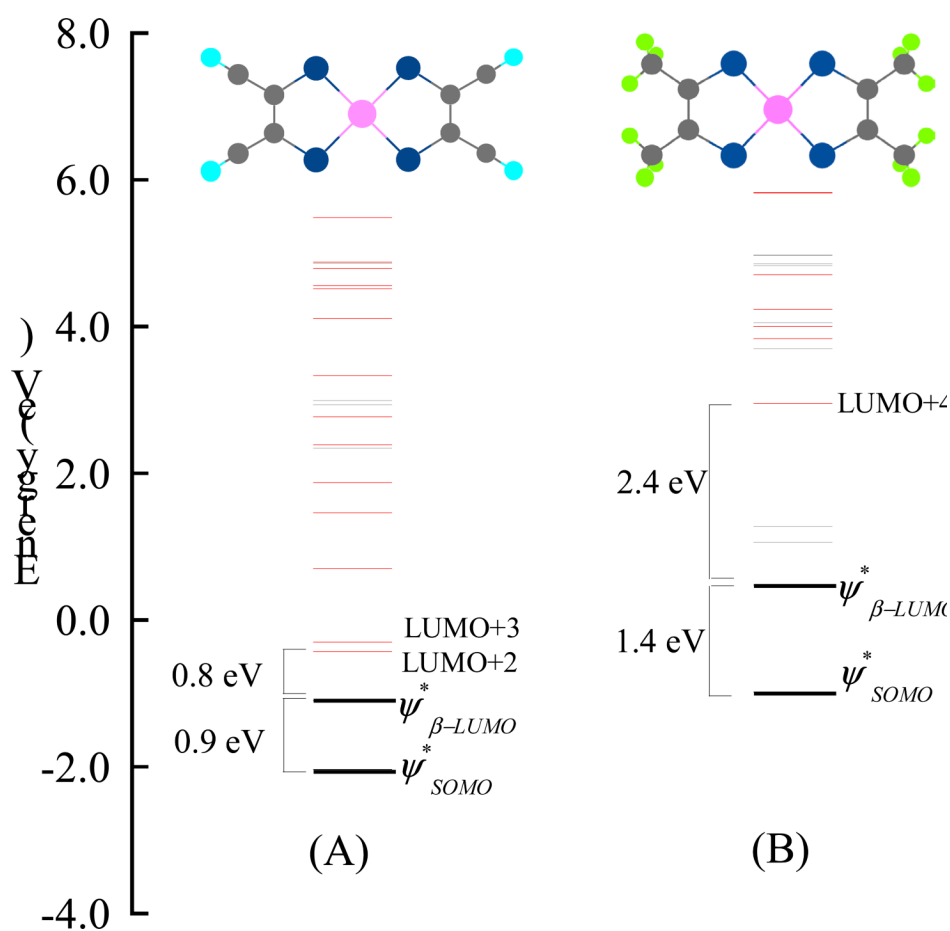 8.0
6.0
4.0
2.0
0.0
-2.0
-4.0
Energy (eV)
LUMO+3
LUMO+2
0.8 eV
ψ*β−LUMO
0.9 eV
ψ*SOMO
(A)
LUMO+4
2.4 eV
ψ*β−LUMO
1.4 eV
ψ*SOMO
(B)